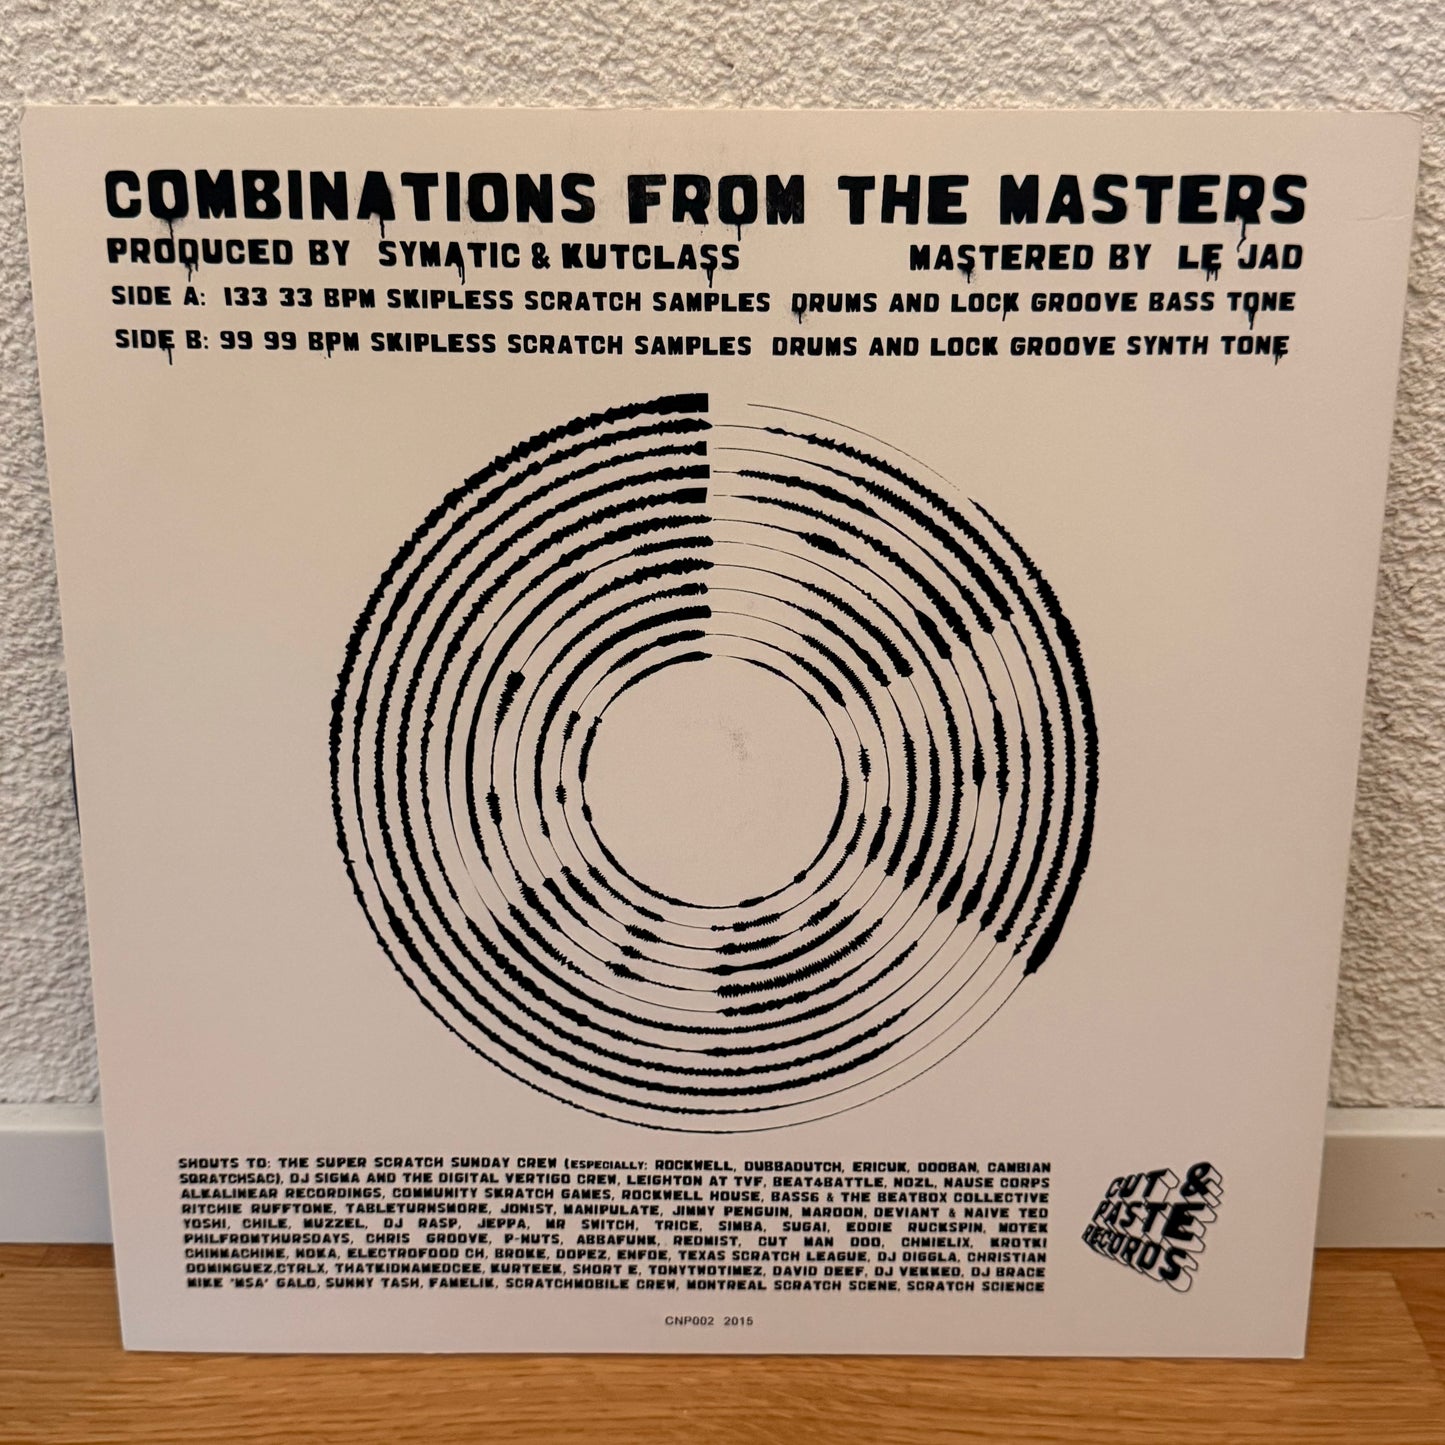 COMBINATIONS FROM THE MASTERS
PRODUCED BY SYMATIC & KUTCLASS MASTERED BY LE JAD
SIDE A: 133 33 BPM SKIPLESS SCRATCH SAMPLES DRUMS AND LOCK GROOVE BASS TONE
SIDE B: 99 99 BPM SKIPLESS SCRATCH SAMPLES DRUMS AND LOCK GROOVE SYNTH TONE
SHOUTS TO: THE SUPER SCRATCH SUNDAY CREW (ESPECIALLY: ROCKWELL, DUBBADUTCH, ERICUK, DOOBAN, CAMBIAN
SQRATCHSAC), DJ SIGMA AND THE DIGITAL VERTIGO CREW, LEIGHTON AT TVF, BEAT4BATTLE, NOZL, NAUSE CORPS
ALKALINEAR RECORDINGS, COMMUNITY SKRATCH GAMES, ROCKWELL HOUSE, BASS6 & THE BEATBOX COLLECTIVE
RITCHIE RUFFTONE, TABLETURNSMORE, JON1ST, MANIPULATE, JIMMY PENGUIN, MARDON, DEVIANT & NAIVE TED
YOSHI, CHILE, MUZZEL, DJ RASP, JEPPA, MR SWITCH, TRICE, SIMBA, SUGAI, EDDIE RUCKSPIN, MOTEK
PHILFROMTHURSDAYS, CHRIS GROOVE, P-NUTS, ABBAFUNK, REDMIST, CUT MAN DOO, CHMIELIX, KROTKI
CHINMACHINE, NOKA, ELECTROFOOD CH, BROKE, DOPEZ, ENFOE, TEXAS SCRATCH LEAGUE, DJ DIGGLA, CHRISTIAN
DOMINGUEZ,CTRLX, THATKIDNAMEDCEE, KURTEEK, SHORT E, TONYTWOTIMEZ, DAVID DEEF, DJ VEKKED, DJ BRACE
MIKE "MSA" GALO, SUNNY TASH, FAMELIK, SCRATCHMOBILE CREW, MONTREAL SCRATCH SCENE, SCRATCH SCIENCE
CUT &
PASTE
RECORDS
CNP002 2015